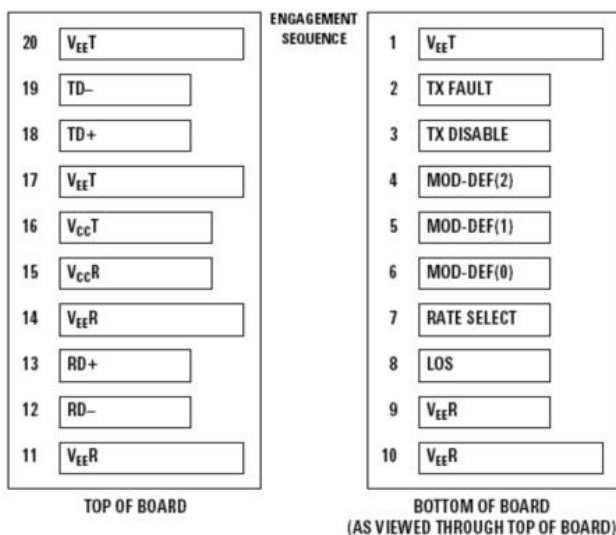 ENGAGEMENT
SEQUENCE
20 VEET
19 TD–
18 TD+
17 VEET
16 VCCT
15 VCCR
14 VEER
13 RD+
12 RD–
11 VEER
TOP OF BOARD
1 VEET
2 TX FAULT
3 TX DISABLE
4 MOD-DEF(2)
5 MOD-DEF(1)
6 MOD-DEF(0)
7 RATE SELECT
8 LOS
9 VEER
10 VEER
BOTTOM OF BOARD
(AS VIEWED THROUGH TOP OF BOARD)